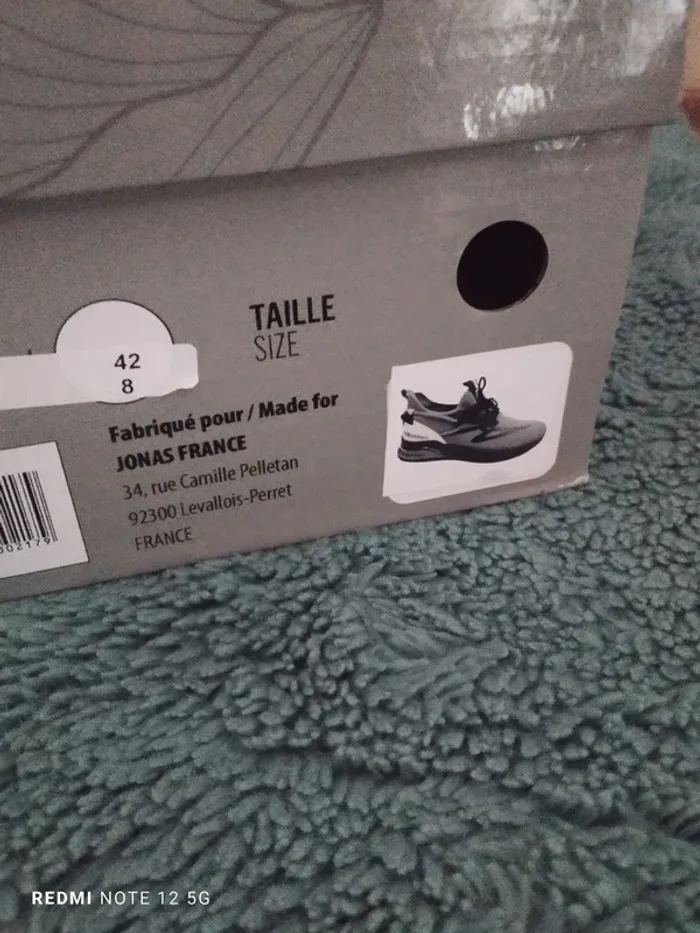 TAILLE
SIZE
42
8
Fabriqué pour / Made for
JONAS FRANCE
34, rue Camille Pelletan
92300 Levallois-Perret
FRANCE
002179
REDMI NOTE 12 5G